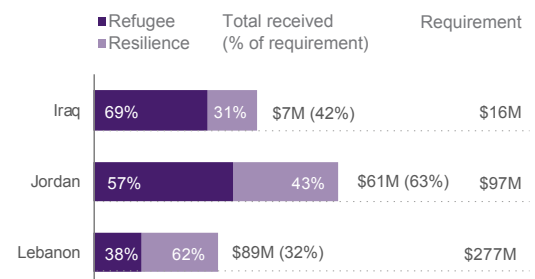 Refugee Total received Requirement
Resilience (% of requirement)
Iraq 69% 31% $7M (42%) $16M
Jordan 57% 43% $61M (63%) $97M
Lebanon 38% 62% $89M (32%) $277M